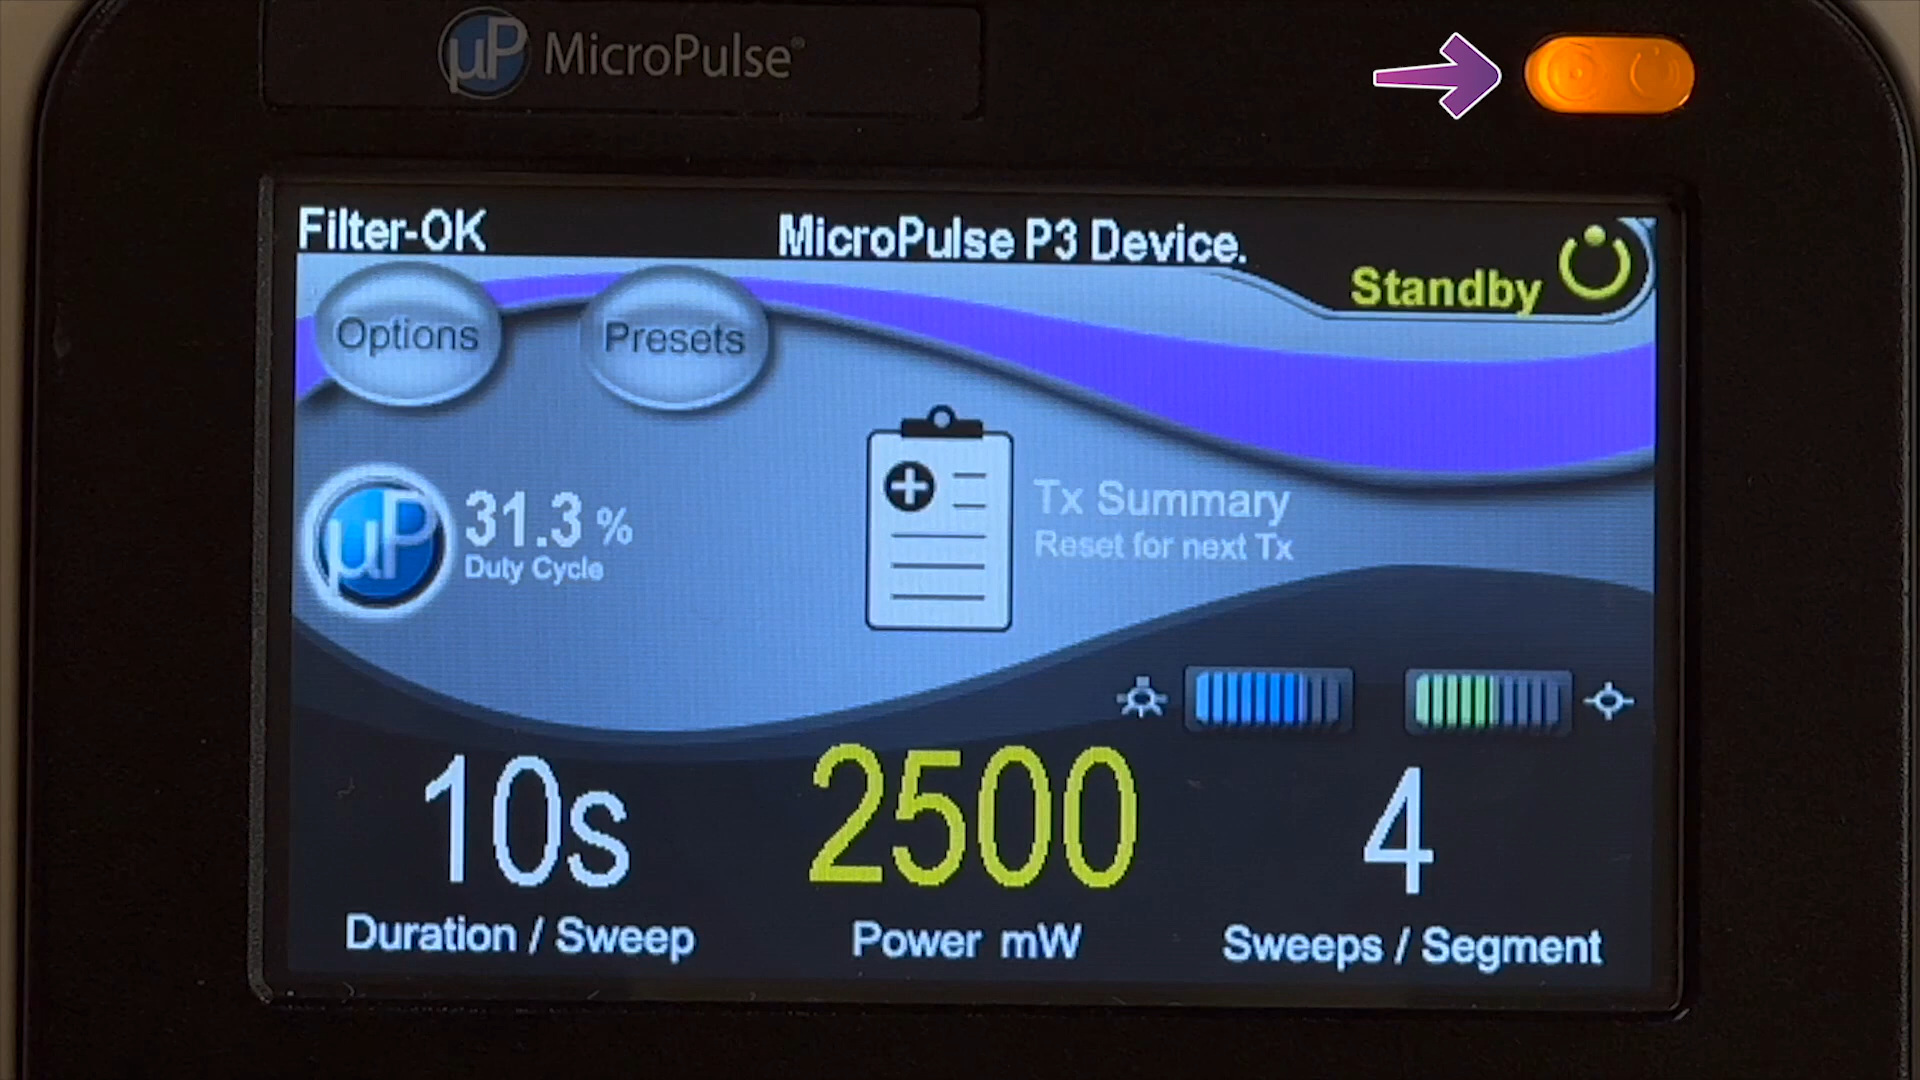 µP MicroPulse®
Filter-OK
MicroPulse P3 Device.
Standby
Options
Presets
µP
31.3 %
Duty Cycle
Tx Summary
Reset for next Tx
10s
2500
4
Duration / Sweep
Power mW
Sweeps / Segment